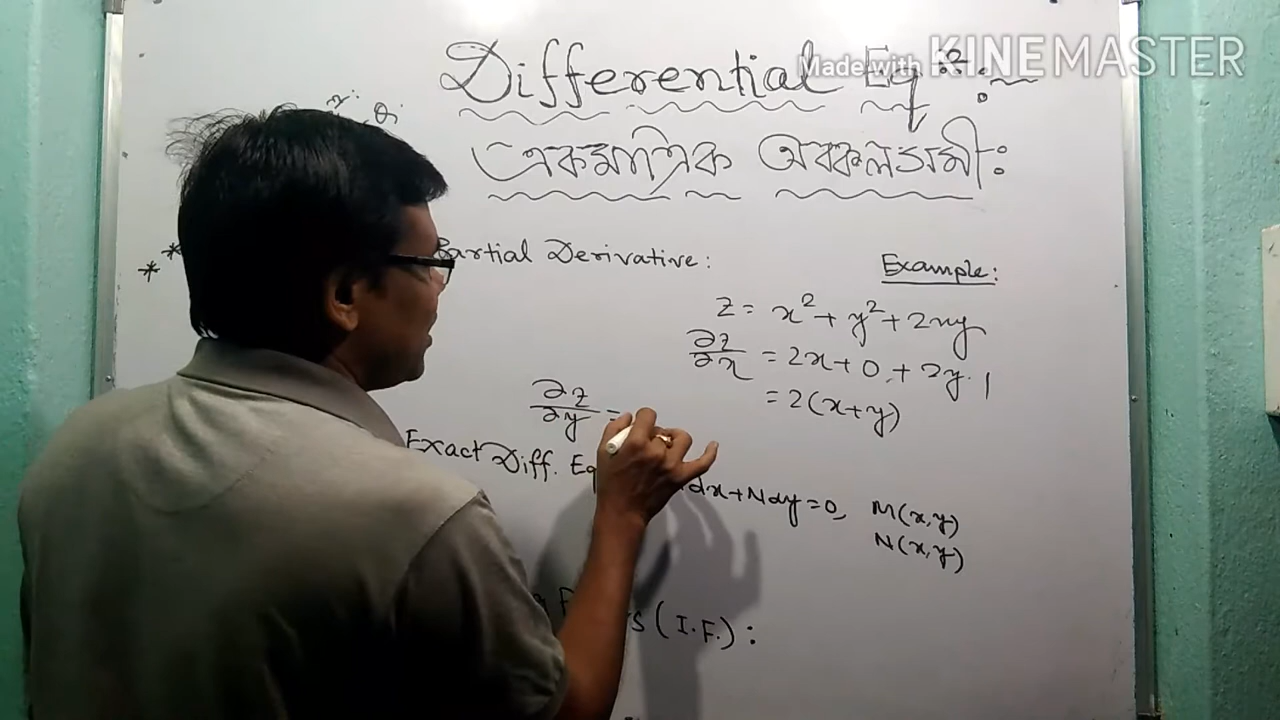 Made with KINEMASTER
Differential Eqⁿ :~
একমাত্রিক অবকলজমী:
* Partial Derivative:
*
Example:
z = x² + y² + 2xy
∂z/∂x = 2x + 0 + 2y.1
= 2(x+y)
∂z/∂y =
Exact Diff. Eq dx + Ndy = 0, M(x,y)
N(x,y)
(I.F.):